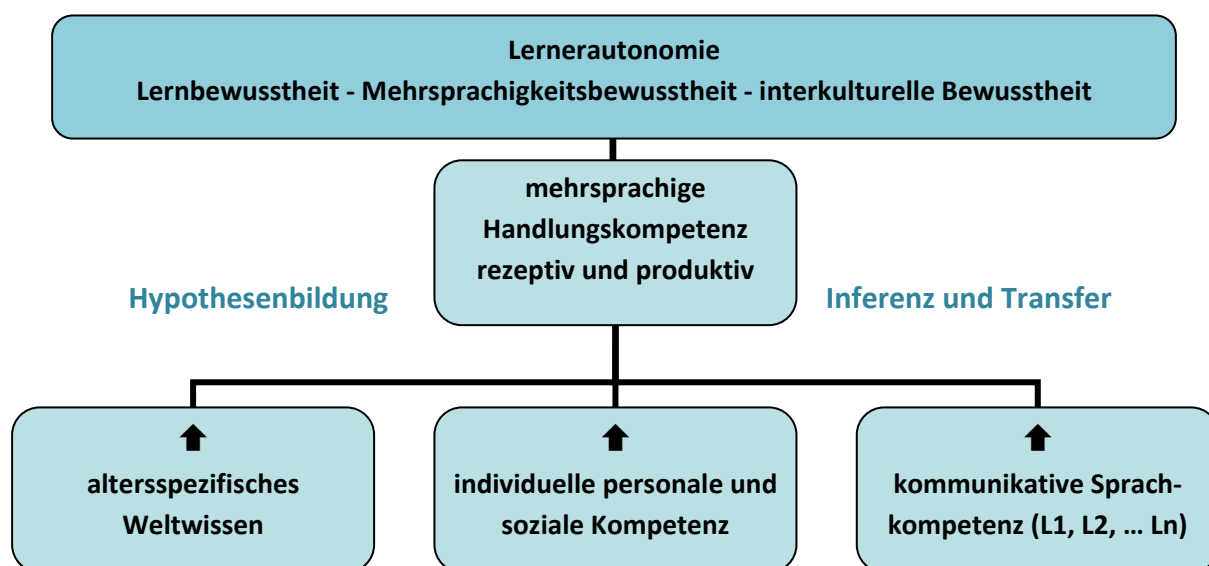 Lernerautonomie
Lernbewusstheit - Mehrsprachigkeitsbewusstheit - interkulturelle Bewusstheit
mehrsprachige
Handlungskompetenz
rezeptiv und produktiv
Hypothesenbildung
Inferenz und Transfer
altersspezifisches
Weltwissen
individuelle personale und
soziale Kompetenz
kommunikative Sprach-
kompetenz (L1, L2, … Ln)